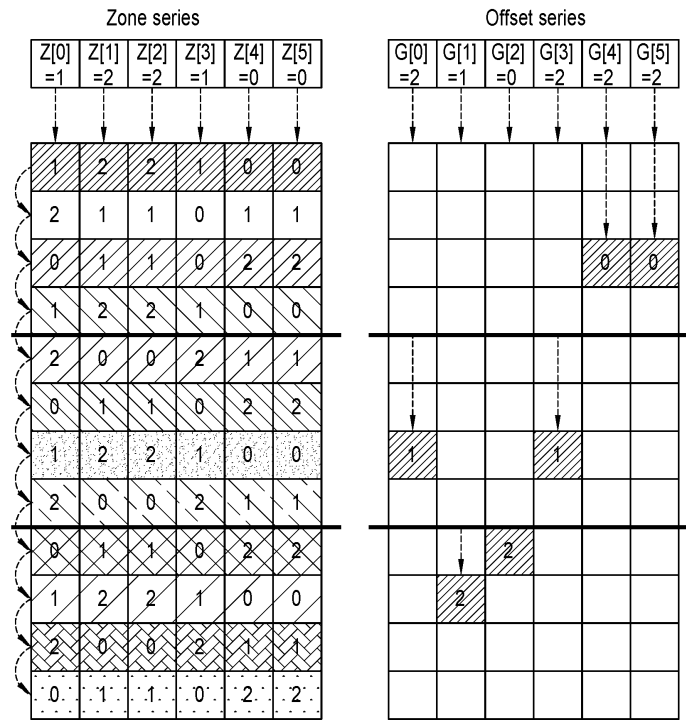 Zone series Offset series
Z[0] Z[1] Z[2] Z[3] Z[4] Z[5] G[0] G[1] G[2] G[3] G[4] G[5]
=1 =2 =2 =1 =0 =0 =2 =1 =0 =2 =2 =2
1 2 2 1 0 0
2 1 1 0 1 1
0 1 1 0 2 2 0 0
1 2 2 1 0 0
2 0 0 2 1 1
0 1 1 0 2 2
1 2 2 1 0 0 1 1
2 0 0 2 1 1
0 1 1 0 2 2 2
1 2 2 1 0 0 2
2 0 0 2 1 1
0 1 1 0 2 2